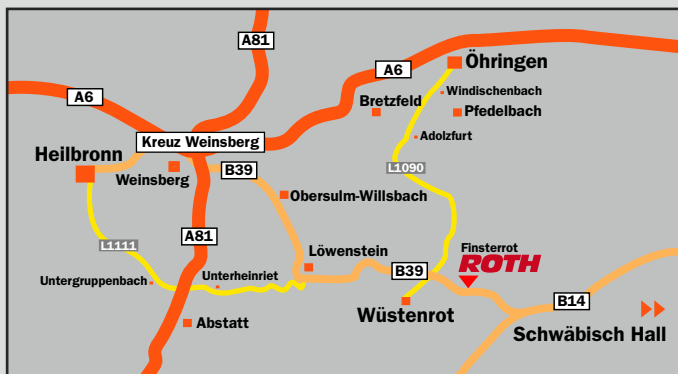 A81
Öhringen
A6
Windischenbach
A6
Bretzfeld
Pfedelbach
Adolzfurt
Kreuz Weinsberg
Heilbronn
Weinsberg
B39
L1090
Obersulm-Willsbach
A81
L1111
Löwenstein
Finsterrot
B39
ROTH
Untergruppenbach
Unterheinriet
B14
Wüstenrot
Abstatt
Schwäbisch Hall